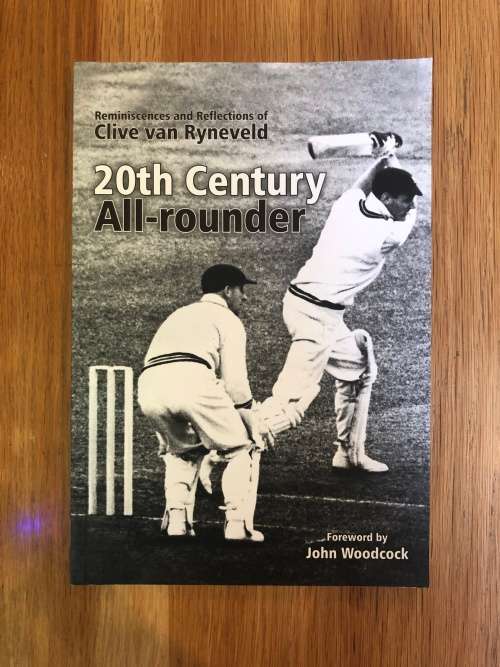 Reminiscences and Reflections of
Clive van Ryneveld
20th Century
All-rounder
Foreword by
John Woodcock